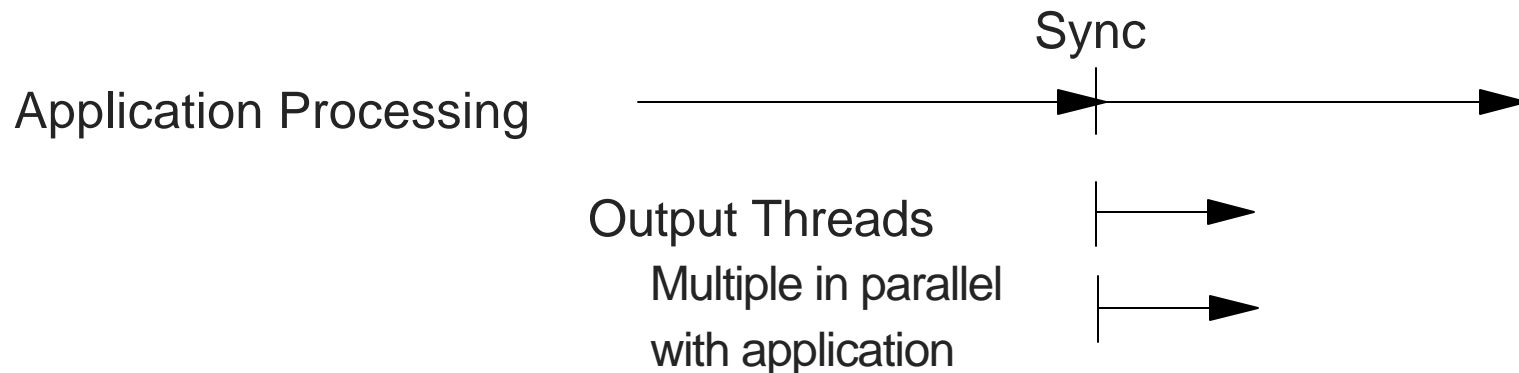 Sync
Application Processing
Output Threads
Multiple in parallel
with application